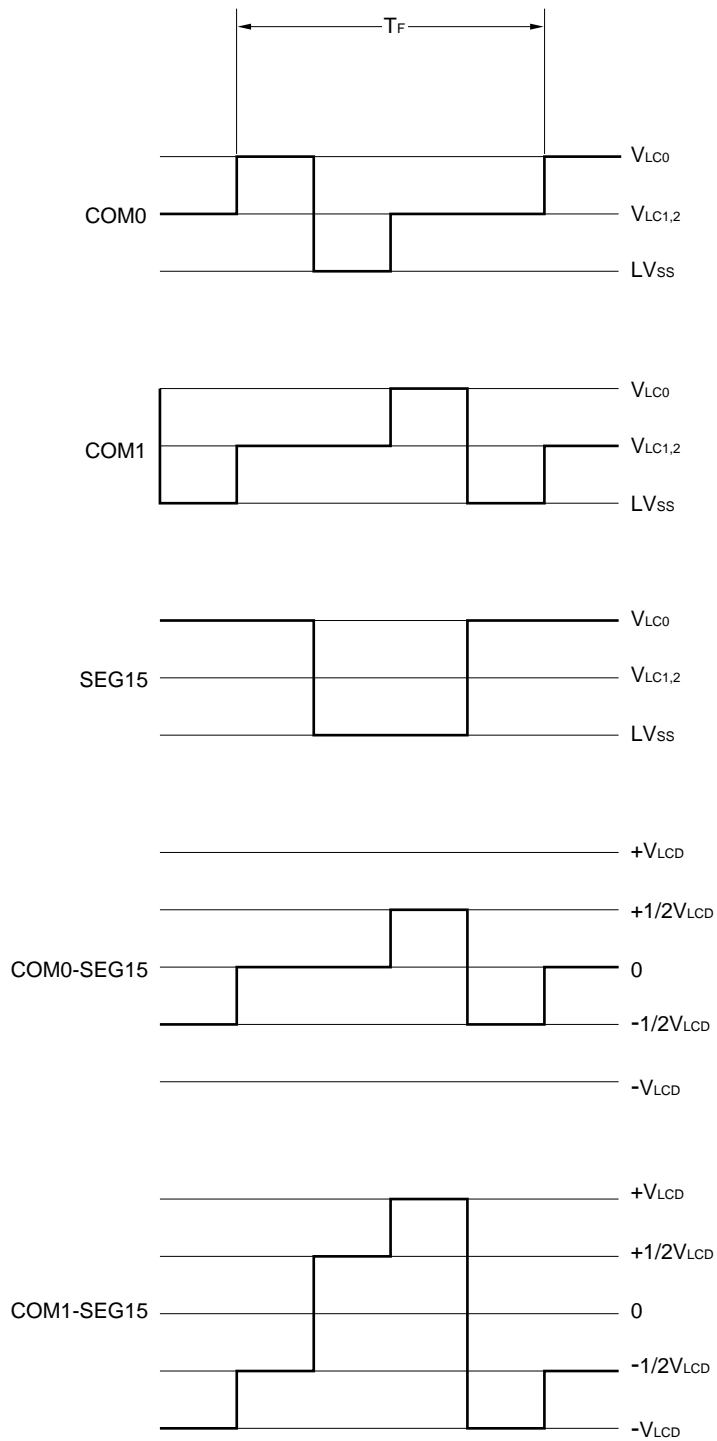 TF
VLC0
COM0
VLC1,2
LVSS
VLC0
COM1
VLC1,2
LVSS
VLC0
SEG15
VLC1,2
LVSS
+VLCD
+1/2VLCD
COM0-SEG15
0
-1/2VLCD
-VLCD
+VLCD
+1/2VLCD
COM1-SEG15
0
-1/2VLCD
-VLCD